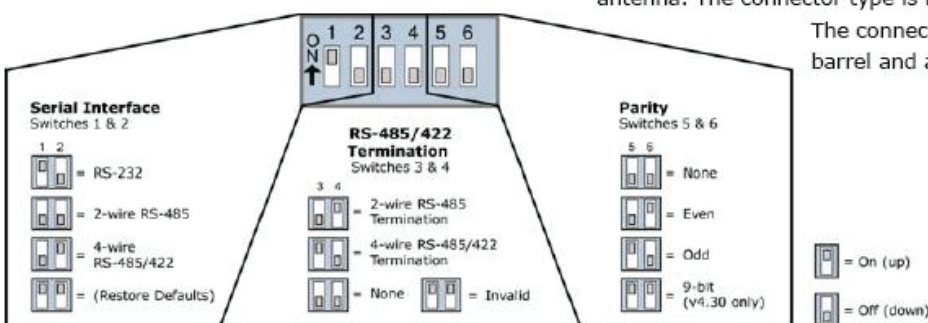 antenna. The connector type is
The connec
barrel and a
1 2 3 4 5 6
ON
Serial Interface
Switches 1 & 2
1 2
= RS-232
= 2-wire RS-485
= 4-wire
RS-485/422
= (Restore Defaults)
RS-485/422
Termination
Switches 3 & 4
3 4
= 2-wire RS-485
Termination
= 4-wire RS-485/422
Termination
= None
= Invalid
Parity
Switches 5 & 6
5 6
= None
= Even
= Odd
= 9-bit
(v4.30 only)
= On (up)
= Off (down)